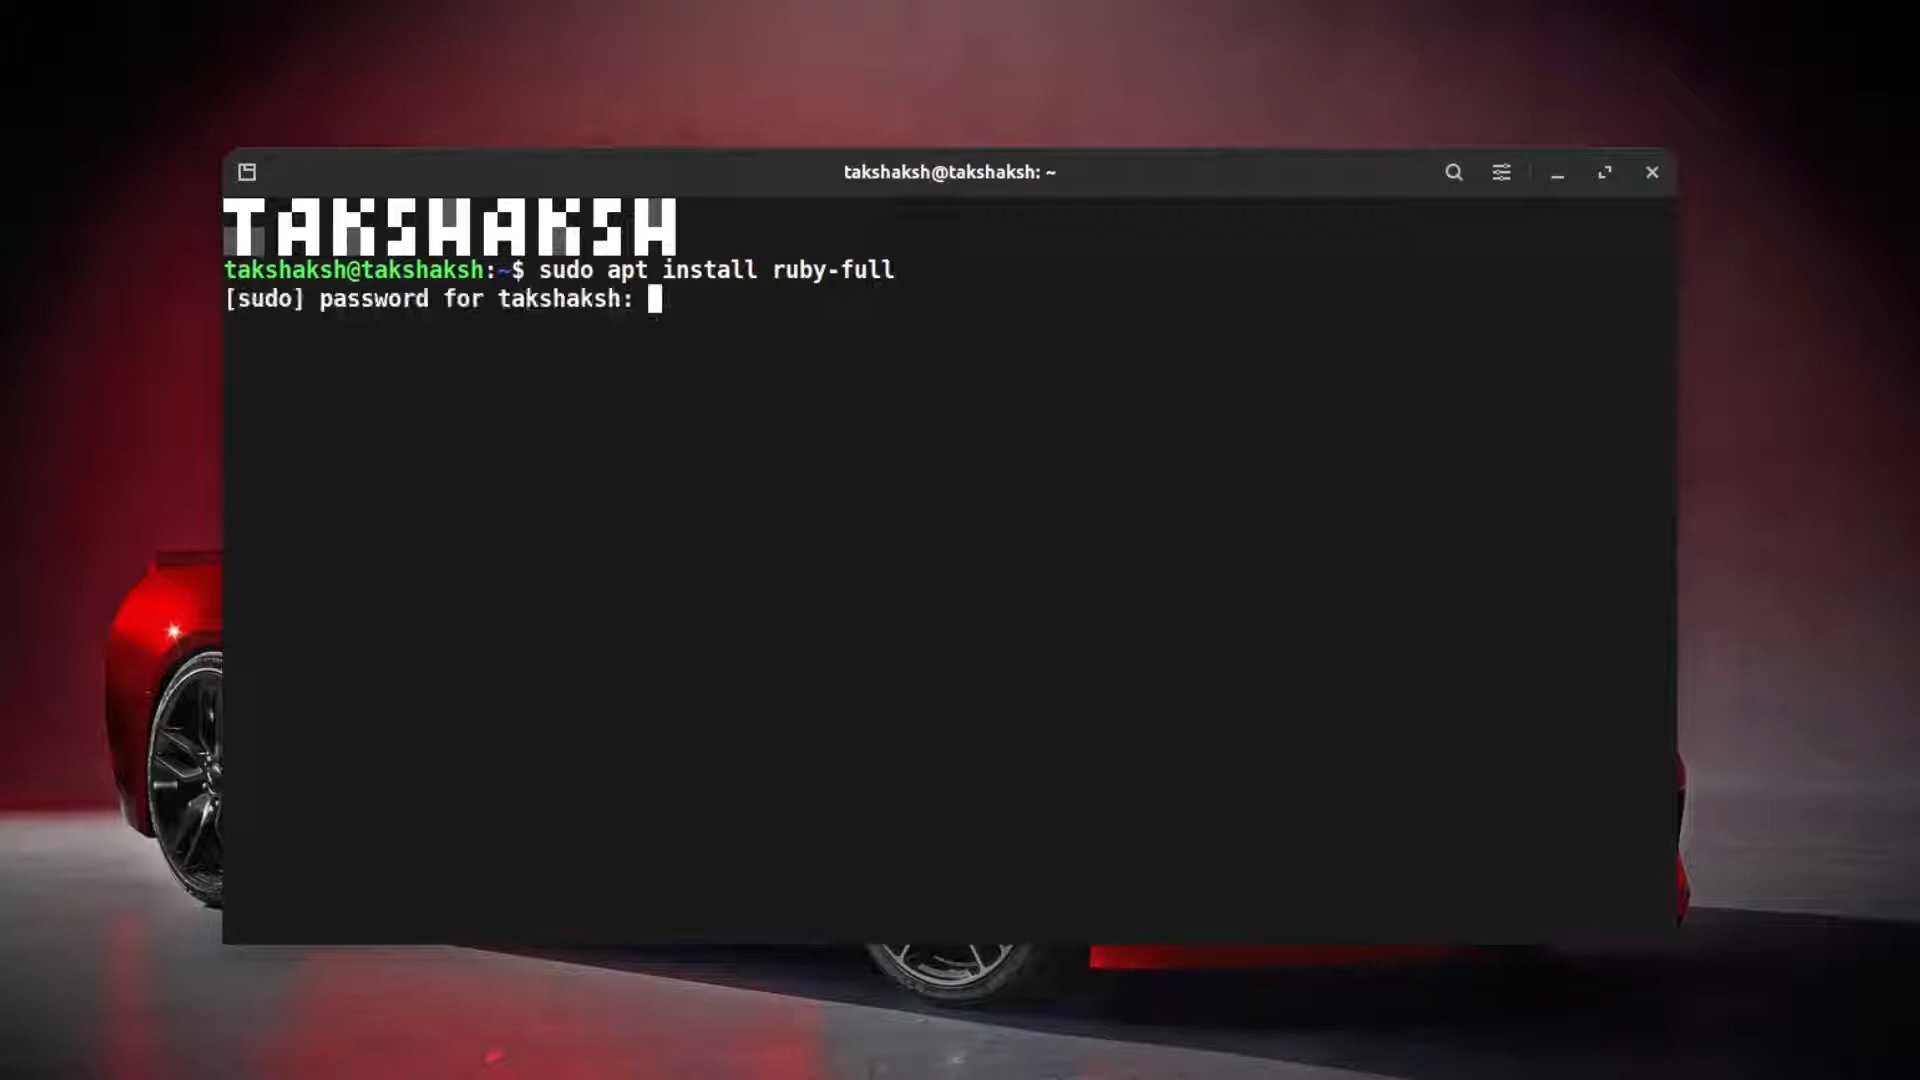 takshaksh@takshaksh: ~
TAKSHAKSH
takshaksh@takshaksh:~$ sudo apt install ruby-full
[sudo] password for takshaksh: